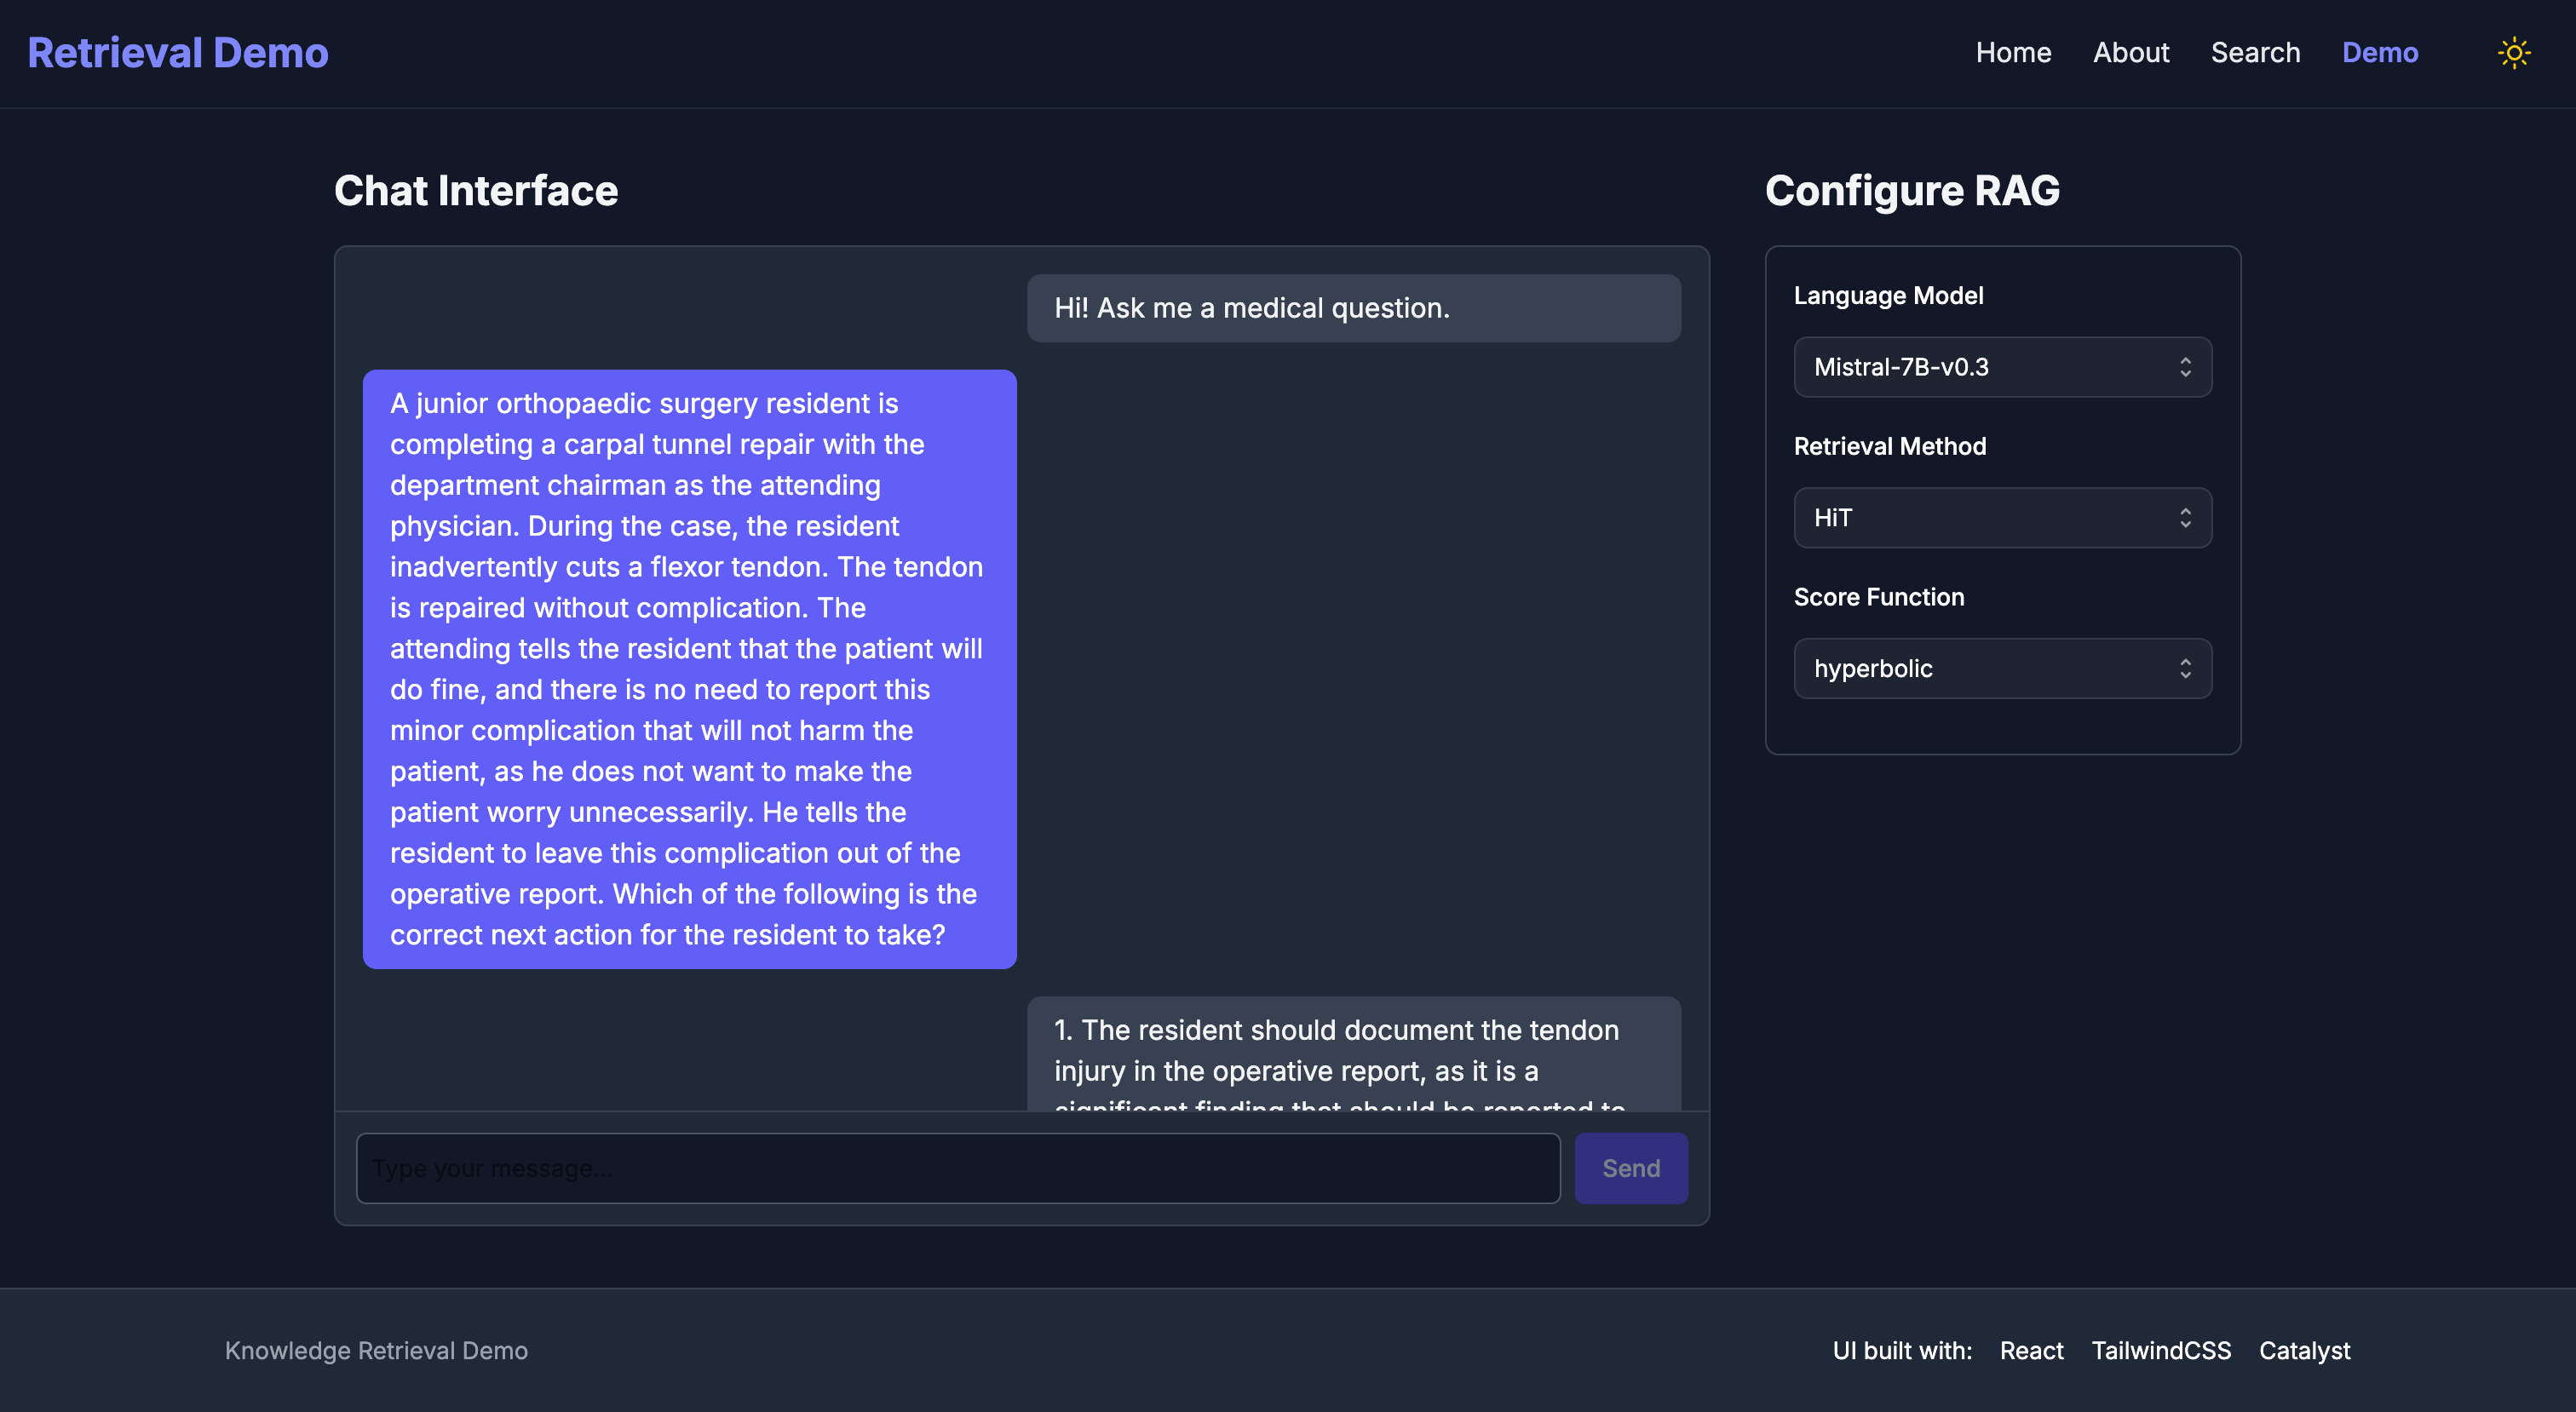 Retrieval Demo
Home
About
Search
Demo
Chat Interface
Hi! Ask me a medical question.
A junior orthopaedic surgery resident is
completing a carpal tunnel repair with the
department chairman as the attending
physician. During the case, the resident
inadvertently cuts a flexor tendon. The tendon
is repaired without complication. The
attending tells the resident that the patient will
do fine, and there is no need to report this
minor complication that will not harm the
patient, as he does not want to make the
patient worry unnecessarily. He tells the
resident to leave this complication out of the
operative report. Which of the following is the
correct next action for the resident to take?
1. The resident should document the tendon
injury in the operative report, as it is a
significant finding that should be reported to
Type your message...
Send
Configure RAG
Language Model
Mistral-7B-v0.3
Retrieval Method
HiT
Score Function
hyperbolic
Knowledge Retrieval Demo
UI built with:
React
TailwindCSS
Catalyst